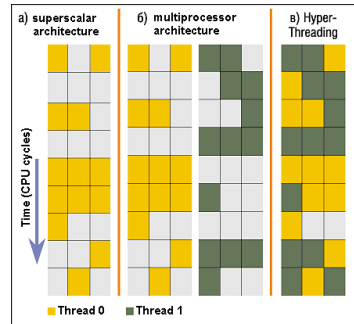 а) superscalar
architecture
б) multiprocessor
architecture
в) Hyper-
Threading
Time (CPU cycles)
Thread 0
Thread 1